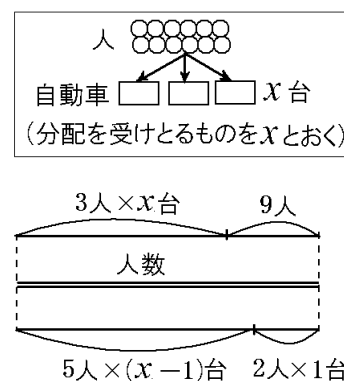 人
自動車 x台
(分配を受けとるものをxとおく)
3人×x台 9人
人数
5人×(x−1)台 2人×1台